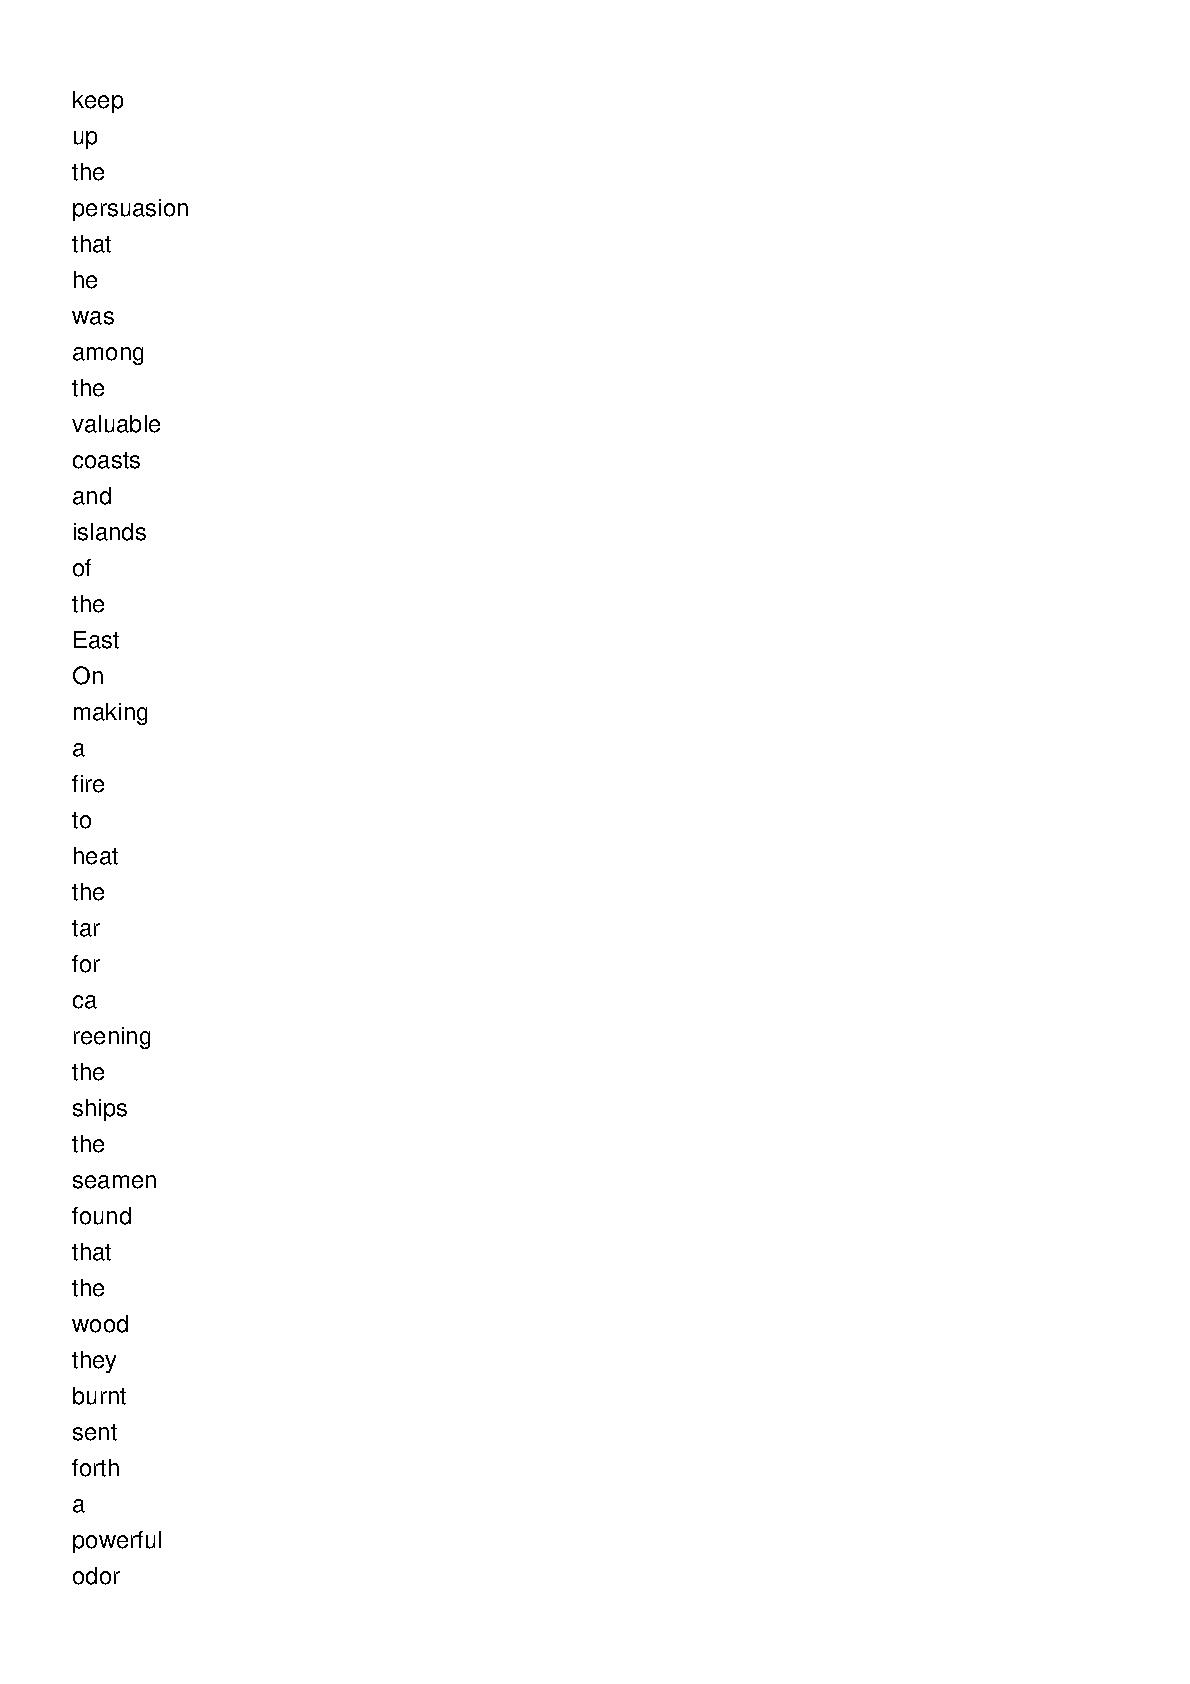 keep
up
the
persuasion
that
he
was
among
the
valuable
coasts
and
islands
of
the
East
On
making
a
fire
to
heat
the
tar
for
ca
reening
the
ships
the
seamen
found
that
the
wood
they
burnt
sent
forth
a
powerful
odor